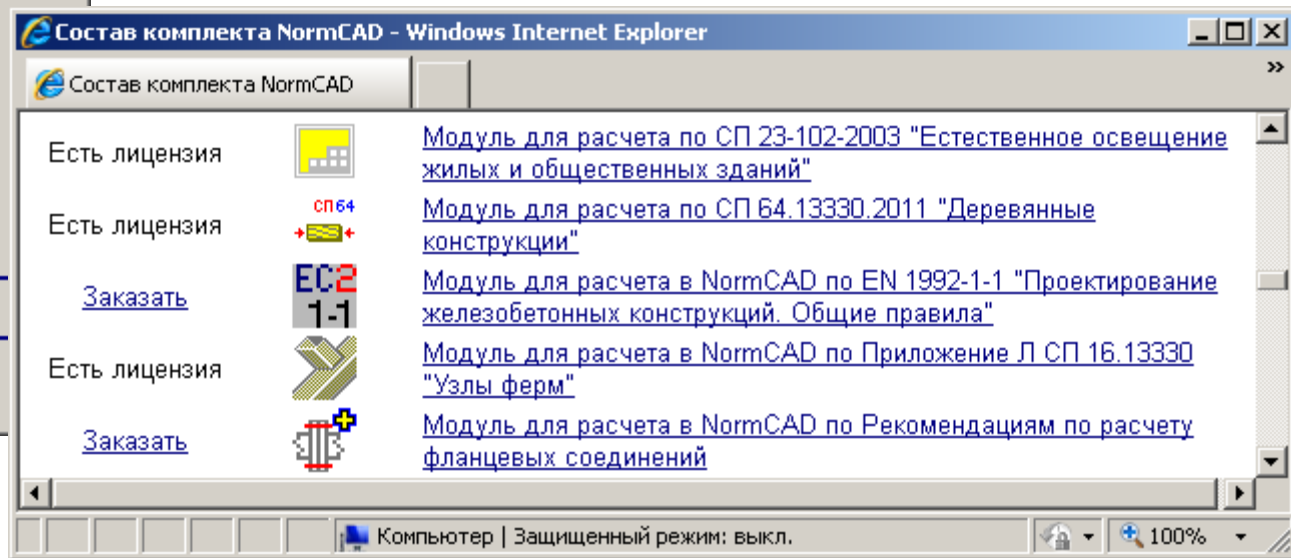 Состав комплекта NormCAD - Windows Internet Explorer
Состав комплекта NormCAD
»
Есть лицензия
Модуль для расчета по СП 23-102-2003 "Естественное освещение
жилых и общественных зданий"
Есть лицензия
СП64
Модуль для расчета по СП 64.13330.2011 "Деревянные
конструкции"
Заказать
EC2
1-1
Модуль для расчета в NormCAD по EN 1992-1-1 "Проектирование
железобетонных конструкций. Общие правила"
Есть лицензия
Модуль для расчета в NormCAD по Приложение Л СП 16.13330
"Узлы ферм"
Заказать
Модуль для расчета в NormCAD по Рекомендациям по расчету
фланцевых соединений
Компьютер | Защищенный режим: выкл.
100%